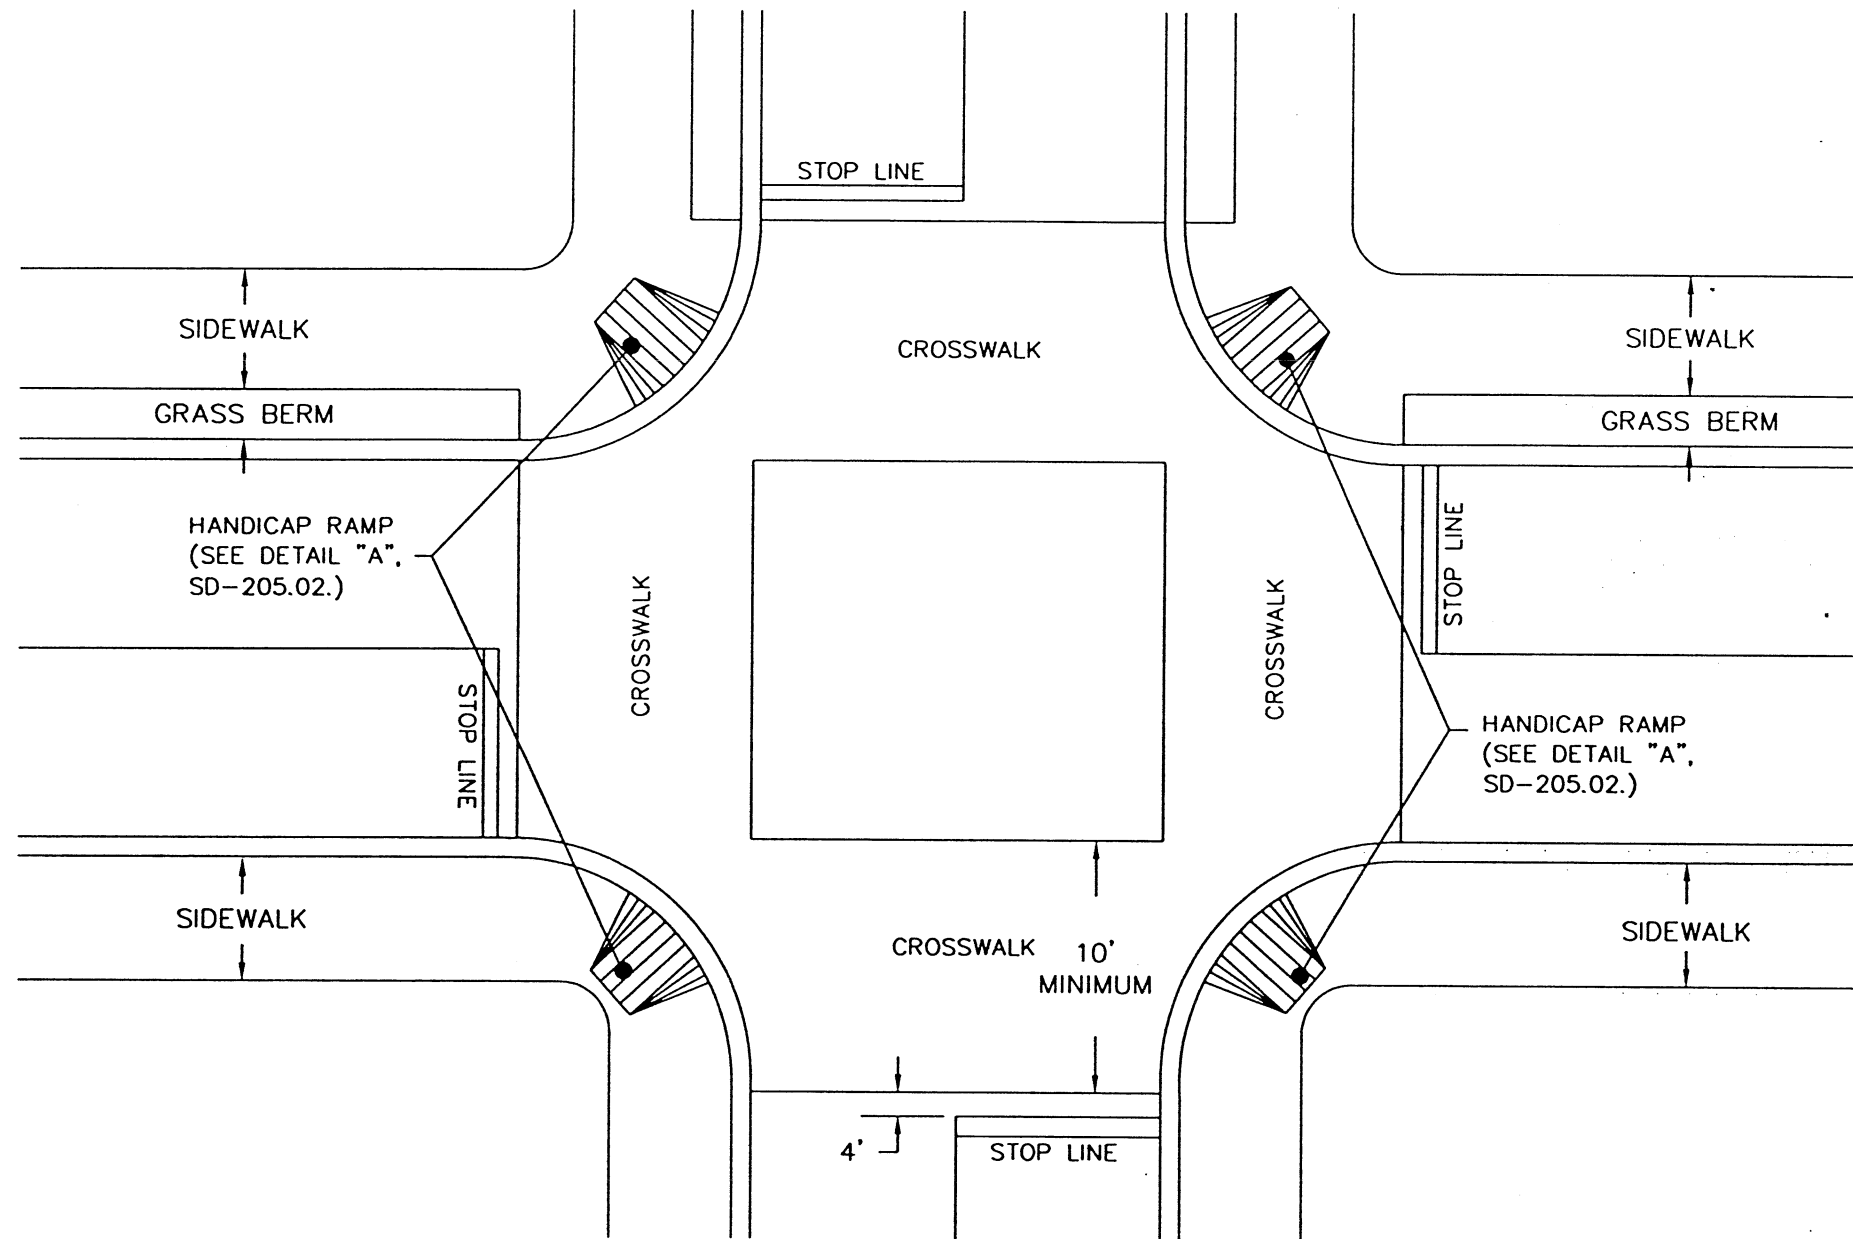 STOP LINE
SIDEWALK
CROSSWALK
SIDEWALK
GRASS BERM
GRASS BERM
HANDICAP RAMP
(SEE DETAIL "A",
SD-205.02.)
STOP LINE
CROSSWALK
CROSSWALK
STOP LINE
HANDICAP RAMP
(SEE DETAIL "A",
SD-205.02.)
SIDEWALK
CROSSWALK
10'
MINIMUM
SIDEWALK
4'
STOP LINE